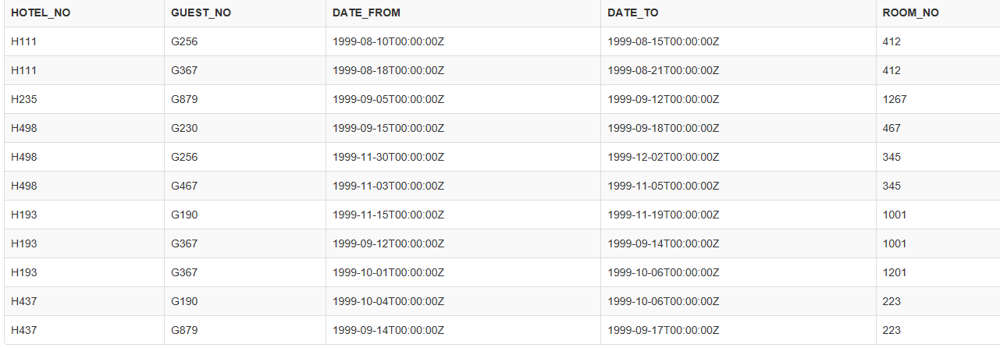 HOTEL_NO GUEST_NO DATE_FROM DATE_TO ROOM_NO
H111 G256 1999-08-10T00:00:00Z 1999-08-15T00:00:00Z 412
H111 G367 1999-08-18T00:00:00Z 1999-08-21T00:00:00Z 412
H235 G879 1999-09-05T00:00:00Z 1999-09-12T00:00:00Z 1267
H498 G230 1999-09-15T00:00:00Z 1999-09-18T00:00:00Z 467
H498 G256 1999-11-30T00:00:00Z 1999-12-02T00:00:00Z 345
H498 G467 1999-11-03T00:00:00Z 1999-11-05T00:00:00Z 345
H193 G190 1999-11-15T00:00:00Z 1999-11-19T00:00:00Z 1001
H193 G367 1999-09-12T00:00:00Z 1999-09-14T00:00:00Z 1001
H193 G367 1999-10-01T00:00:00Z 1999-10-06T00:00:00Z 1201
H437 G190 1999-10-04T00:00:00Z 1999-10-06T00:00:00Z 223
H437 G879 1999-09-14T00:00:00Z 1999-09-17T00:00:00Z 223